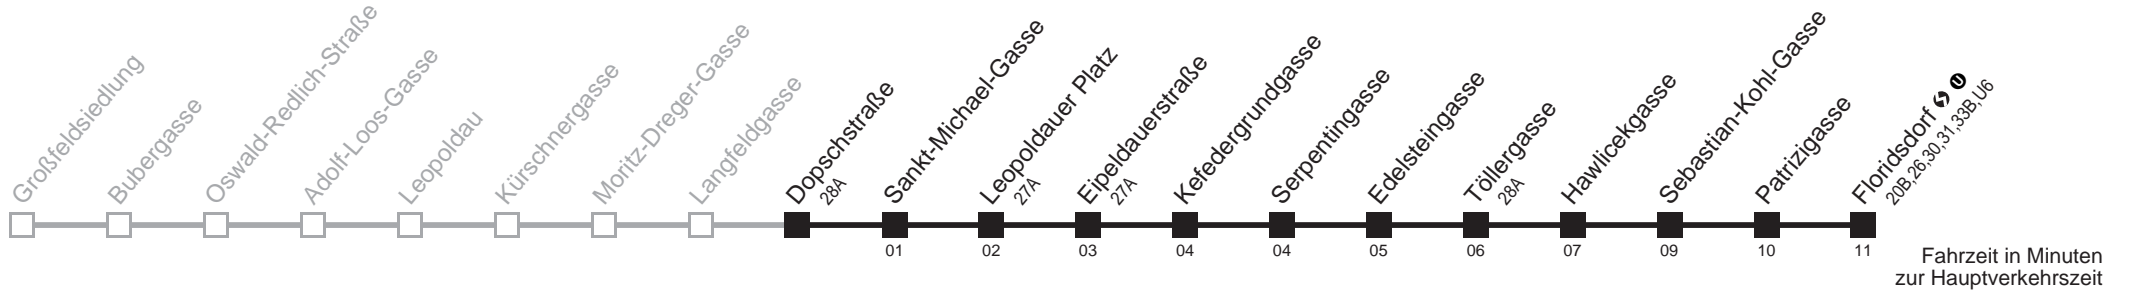 Großfeldsiedlung
Bubergasse
Oswald-Redlich-Straße
Adolf-Loos-Gasse
Leopoldau
Kürschnergasse
Moritz-Dreger-Gasse
Langfeldgasse
Dopschstraße
28A
Sankt-Michael-Gasse
Leopoldauer Platz
27A
Eipeldauerstraße
27A
Kefedergrundgasse
Serpentingasse
Edelsteingasse
Töllergasse
28A
Hawlicekgasse
Sebastian-Kohl-Gasse
Patrizigasse
Floridsdorf S U
20B,26,30,31,33B,U6
01 02 03 04 04 05 06 07 09 10 11
Fahrzeit in Minuten
zur Hauptverkehrszeit